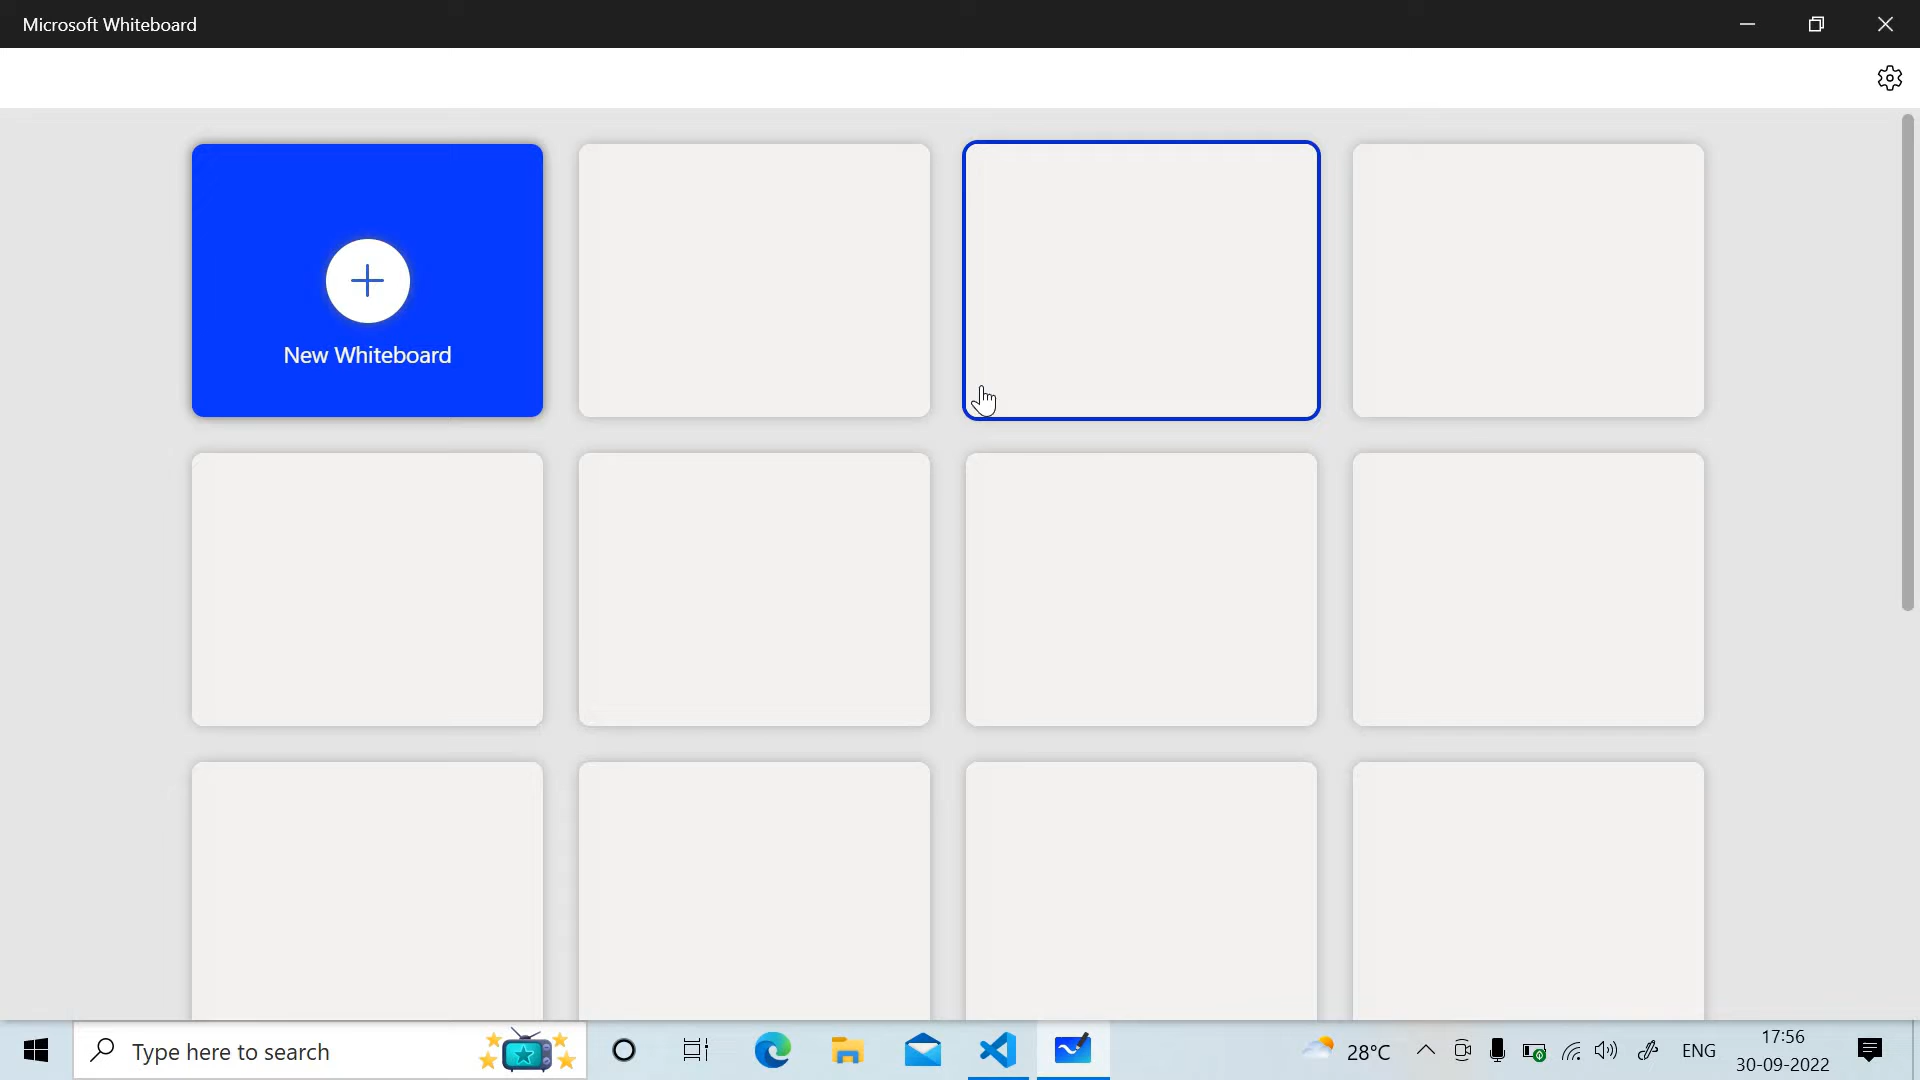 Microsoft Whiteboard
New Whiteboard
Type here to search
28°C
ENG
17:56
30-09-2022